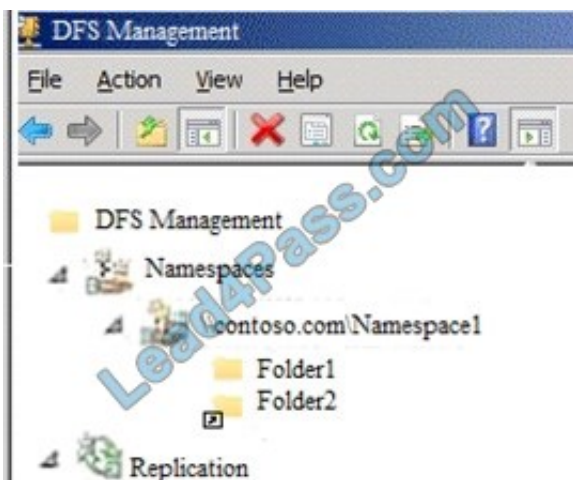 DFS Management
File Action View Help
DFS Management
Namespaces
\contoso.com\Namespace1
Folder1
Folder2
Replication
Lead4Pass.com